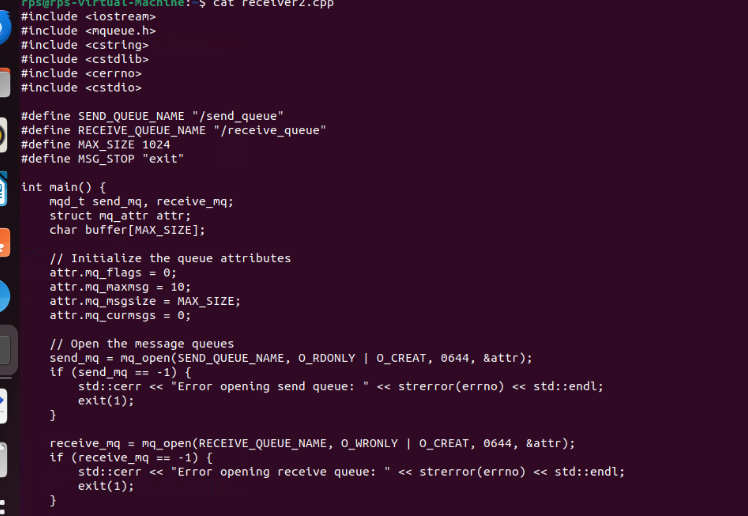 rps@rps-virtual-machine:~$ cat receiver2.cpp
#include <iostream>
#include <mqueue.h>
#include <cstring>
#include <cstdlib>
#include <cerrno>
#include <cstdio>

#define SEND_QUEUE_NAME "/send_queue"
#define RECEIVE_QUEUE_NAME "/receive_queue"
#define MAX_SIZE 1024
#define MSG_STOP "exit"

int main() {
    mqd_t send_mq, receive_mq;
    struct mq_attr attr;
    char buffer[MAX_SIZE];

    // Initialize the queue attributes
    attr.mq_flags = 0;
    attr.mq_maxmsg = 10;
    attr.mq_msgsize = MAX_SIZE;
    attr.mq_curmsgs = 0;

    // Open the message queues
    send_mq = mq_open(SEND_QUEUE_NAME, O_RDONLY | O_CREAT, 0644, &attr);
    if (send_mq == -1) {
        std::cerr << "Error opening send queue: " << strerror(errno) << std::endl;
        exit(1);
    }

    receive_mq = mq_open(RECEIVE_QUEUE_NAME, O_WRONLY | O_CREAT, 0644, &attr);
    if (receive_mq == -1) {
        std::cerr << "Error opening receive queue: " << strerror(errno) << std::endl;
        exit(1);
    }